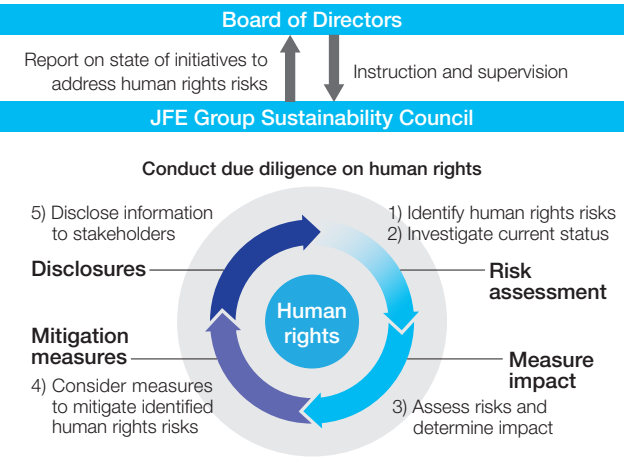 Board of Directors
Report on state of initiatives to
address human rights risks
Instruction and supervision
JFE Group Sustainability Council
Conduct due diligence on human rights
5) Disclose information
to stakeholders
Disclosures
1) Identify human rights risks
2) Investigate current status
Risk
assessment
Human
rights
Mitigation
measures
4) Consider measures
to mitigate identified
human rights risks
Measure
impact
3) Assess risks and
determine impact